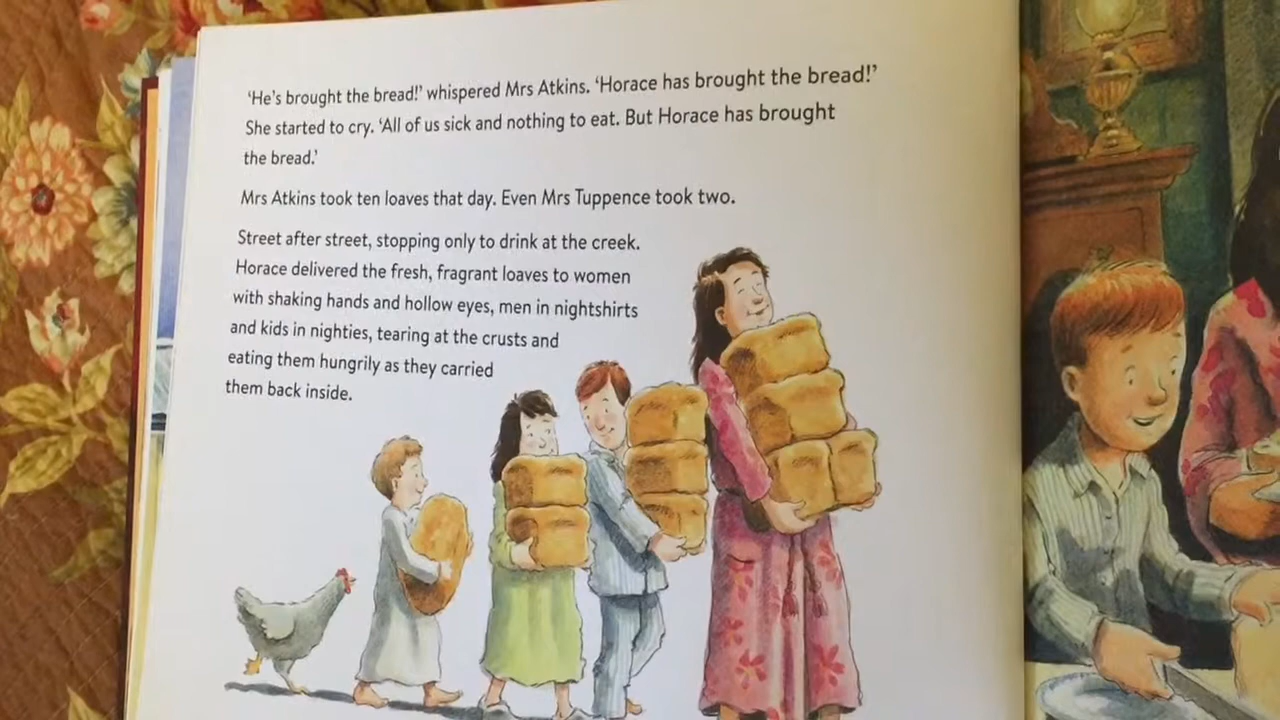 ‘He’s brought the bread!’ whispered Mrs Atkins. ‘Horace has brought the bread!’
She started to cry. ‘All of us sick and nothing to eat. But Horace has brought
the bread.’
Mrs Atkins took ten loaves that day. Even Mrs Tuppence took two.
Street after street, stopping only to drink at the creek.
Horace delivered the fresh, fragrant loaves to women
with shaking hands and hollow eyes, men in nightshirts
and kids in nighties, tearing at the crusts and
eating them hungrily as they carried
them back inside.